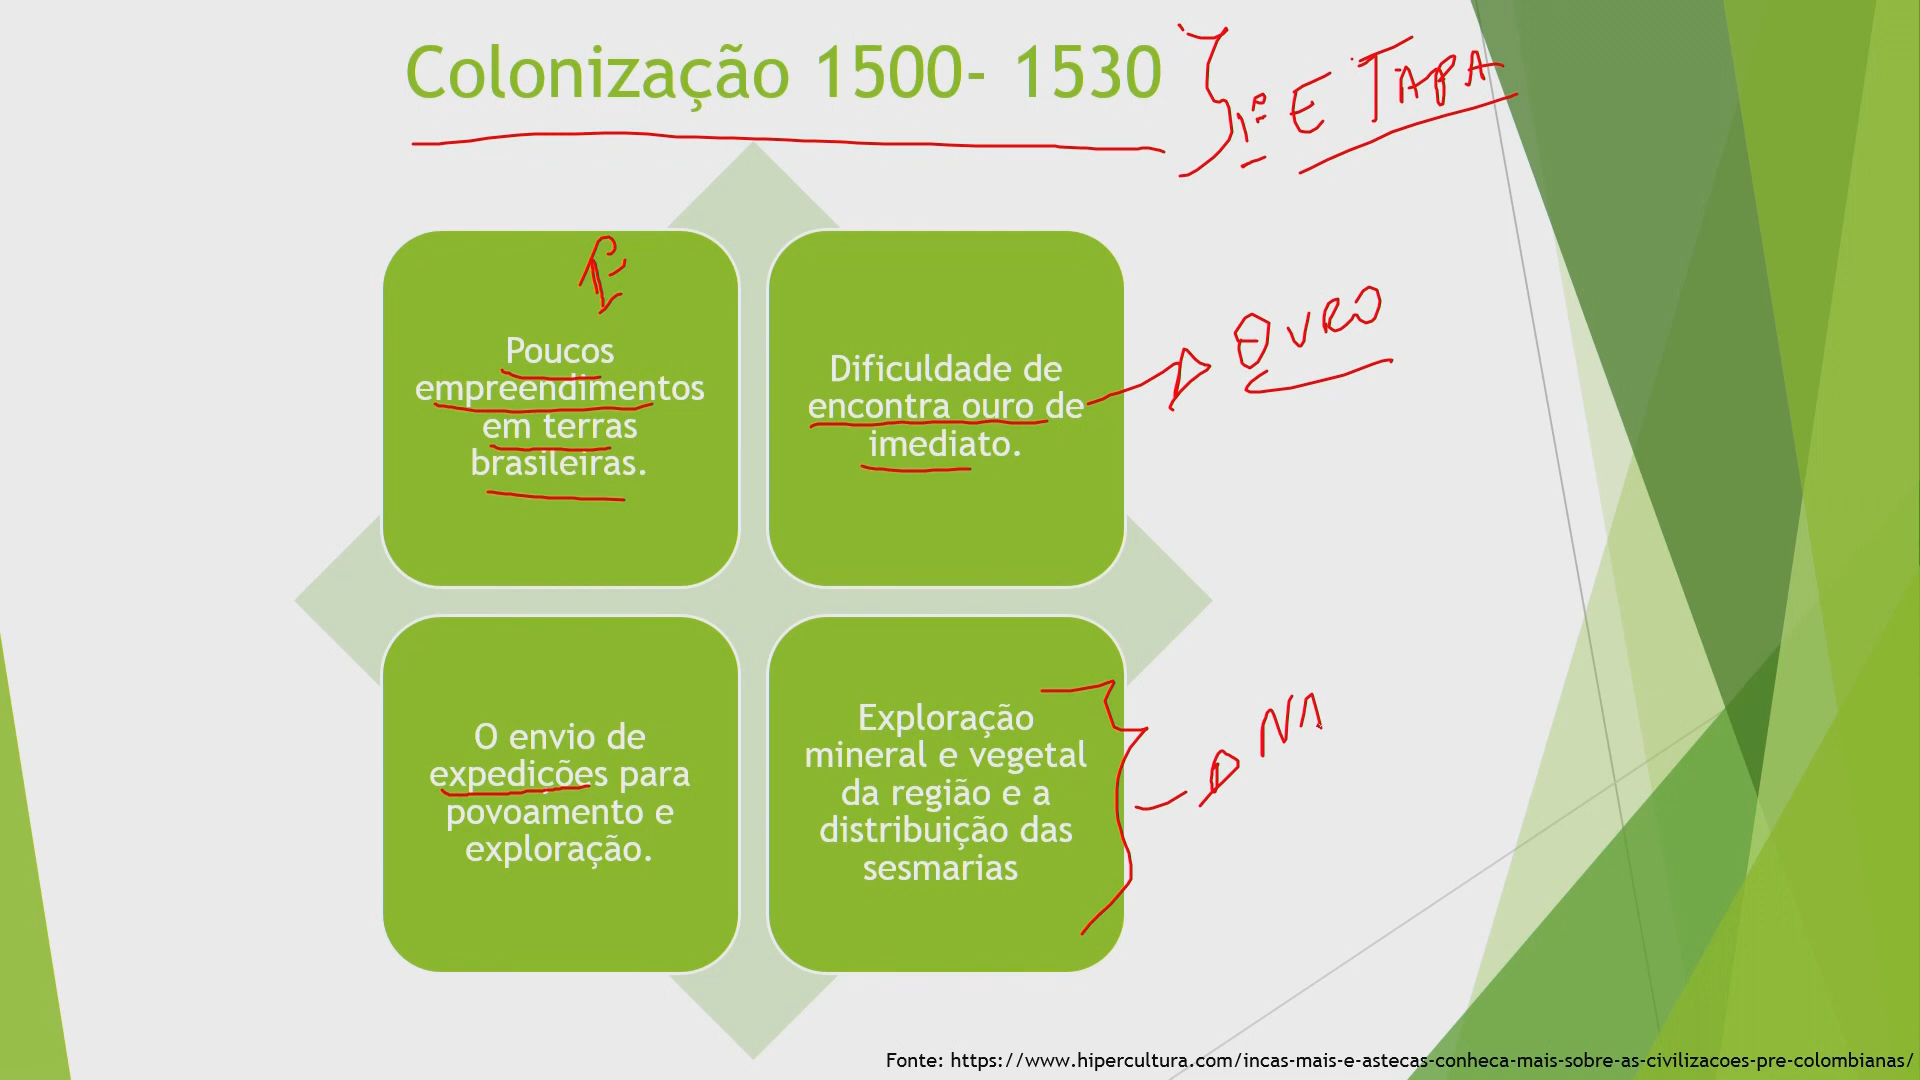 Colonização 1500- 1530
1ª ETAPA
Poucos
empreendimentos
em terras
brasileiras.
Dificuldade de
encontra ouro de
imediato.
OURO
O envio de
expedições para
povoamento e
exploração.
Exploração
mineral e vegetal
da região e a
distribuição das
sesmarias
NA
Fonte: https://www.hipercultura.com/incas-mais-e-astecas-conheca-mais-sobre-as-civilizacoes-pre-colombianas/